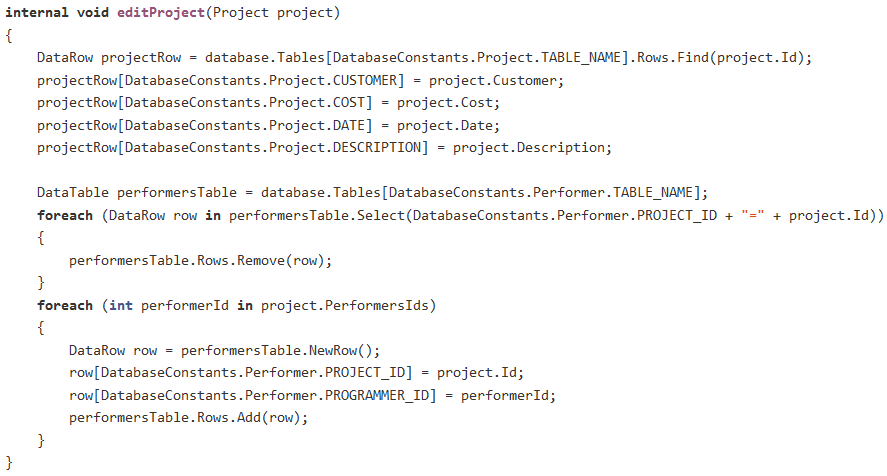 internal void editProject(Project project)
{
    DataRow projectRow = database.Tables[DatabaseConstants.Project.TABLE_NAME].Rows.Find(project.Id);
    projectRow[DatabaseConstants.Project.CUSTOMER] = project.Customer;
    projectRow[DatabaseConstants.Project.COST] = project.Cost;
    projectRow[DatabaseConstants.Project.DATE] = project.Date;
    projectRow[DatabaseConstants.Project.DESCRIPTION] = project.Description;

    DataTable performersTable = database.Tables[DatabaseConstants.Performer.TABLE_NAME];
    foreach (DataRow row in performersTable.Select(DatabaseConstants.Performer.PROJECT_ID + "=" + project.Id))
    {
        performersTable.Rows.Remove(row);
    }
    foreach (int performerId in project.PerformersIds)
    {
        DataRow row = performersTable.NewRow();
        row[DatabaseConstants.Performer.PROJECT_ID] = project.Id;
        row[DatabaseConstants.Performer.PROGRAMMER_ID] = performerId;
        performersTable.Rows.Add(row);
    }
}